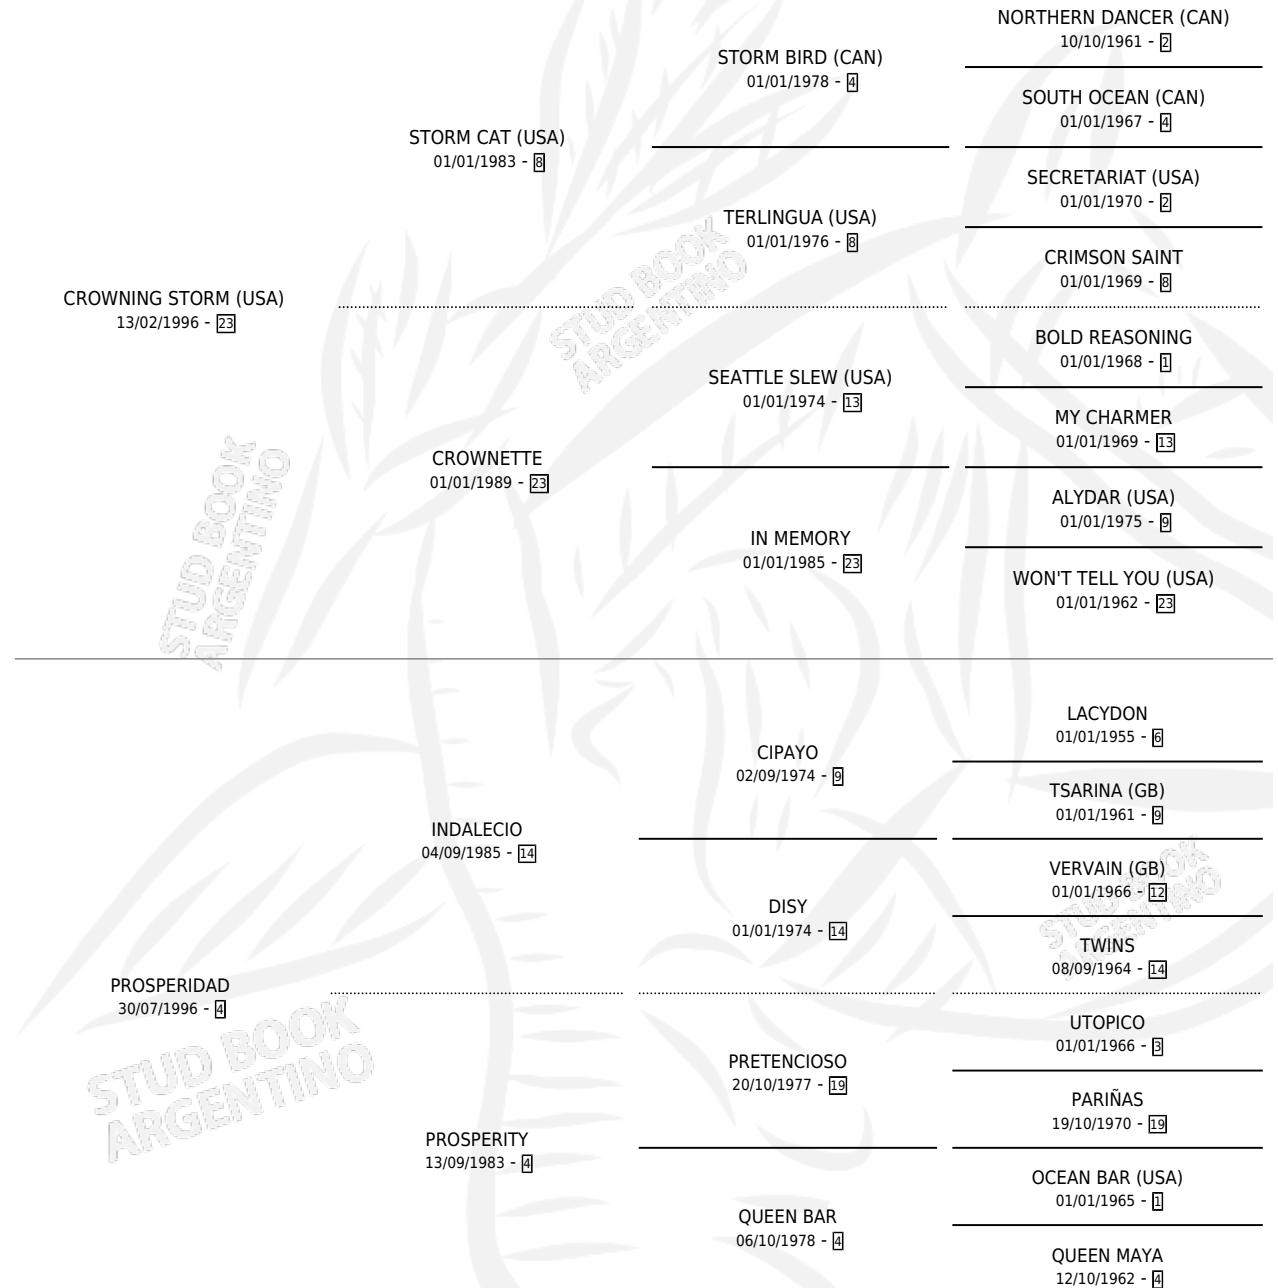 NORTHERN DANCER (CAN)
10/10/1961 - 2
STORM BIRD (CAN)
01/01/1978 - 4
SOUTH OCEAN (CAN)
01/01/1967 - 4
STORM CAT (USA)
01/01/1983 - 8
SECRETARIAT (USA)
01/01/1970 - 2
TERLINGUA (USA)
01/01/1976 - 8
CRIMSON SAINT
01/01/1969 - 8
CROWNING STORM (USA)
13/02/1996 - 23
BOLD REASONING
01/01/1968 - 1
SEATTLE SLEW (USA)
01/01/1974 - 13
MY CHARMER
01/01/1969 - 13
CROWNETTE
01/01/1989 - 23
ALYDAR (USA)
01/01/1975 - 9
IN MEMORY
01/01/1985 - 23
WON'T TELL YOU (USA)
01/01/1962 - 23
LACYDON
01/01/1955 - 6
CIPAYO
02/09/1974 - 9
TSARINA (GB)
01/01/1961 - 9
INDALECIO
04/09/1985 - 14
VERVAIN (GB)
01/01/1966 - 12
DISY
01/01/1974 - 14
TWINS
08/09/1964 - 14
PROSPERIDAD
30/07/1996 - 4
UTOPICO
01/01/1966 - 3
PRETENCIOSO
20/10/1977 - 19
PARIÑAS
19/10/1970 - 19
PROSPERITY
13/09/1983 - 4
OCEAN BAR (USA)
01/01/1965 - 1
QUEEN BAR
06/10/1978 - 4
QUEEN MAYA
12/10/1962 - 4
STUD BOOK
ARGENTINO
STUD BOOK
ARGENTINO
STUD BOOK
ARGENTINO
STUD BOOK
ARGENTINO